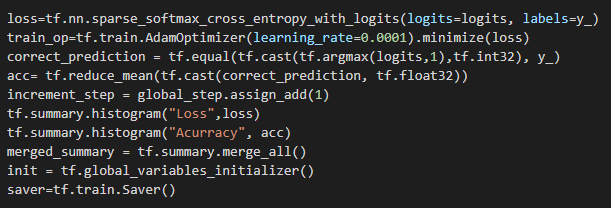 loss=tf.nn.sparse_softmax_cross_entropy_with_logits(logits=logits, labels=y_)
train_op=tf.train.AdamOptimizer(learning_rate=0.0001).minimize(loss)
correct_prediction = tf.equal(tf.cast(tf.argmax(logits,1),tf.int32), y_)
acc= tf.reduce_mean(tf.cast(correct_prediction, tf.float32))
increment_step = global_step.assign_add(1)
tf.summary.histogram("Loss",loss)
tf.summary.histogram("Acurracy", acc)
merged_summary = tf.summary.merge_all()
init = tf.global_variables_initializer()
saver=tf.train.Saver()